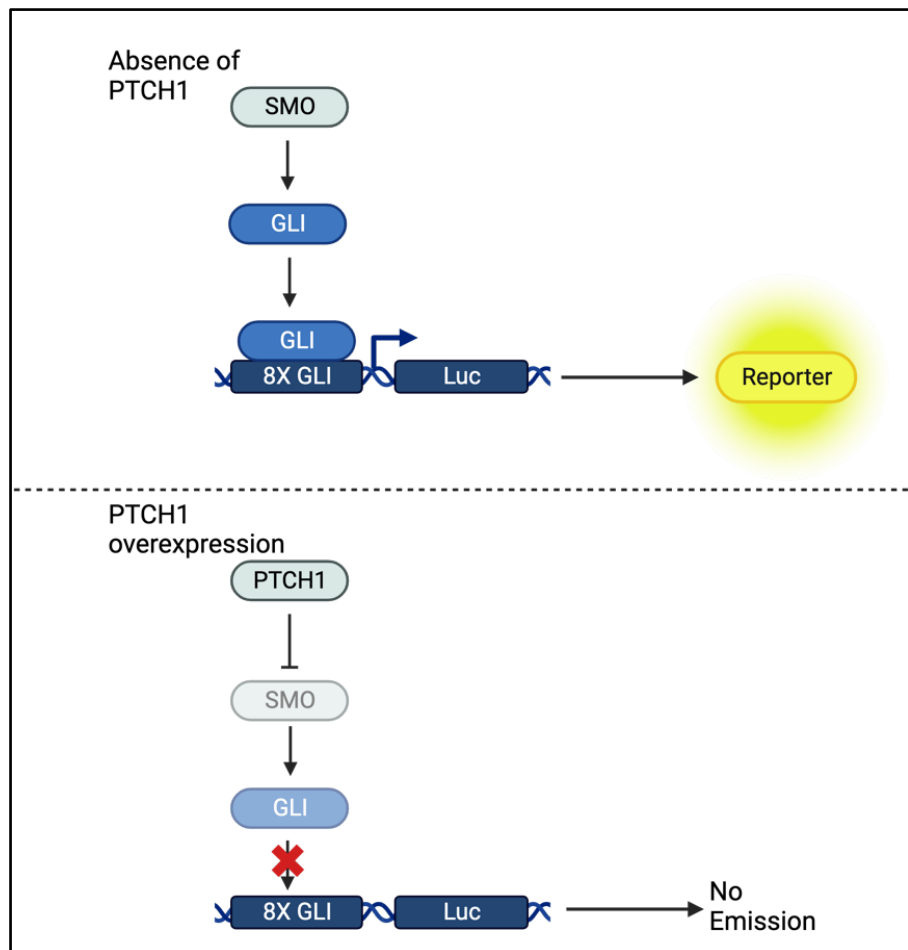 Absence of
PTCH1
SMO
GLI
GLI
8X GLI
Luc
Reporter
PTCH1
overexpression
PTCH1
SMO
GLI
8X GLI
Luc
No
Emission